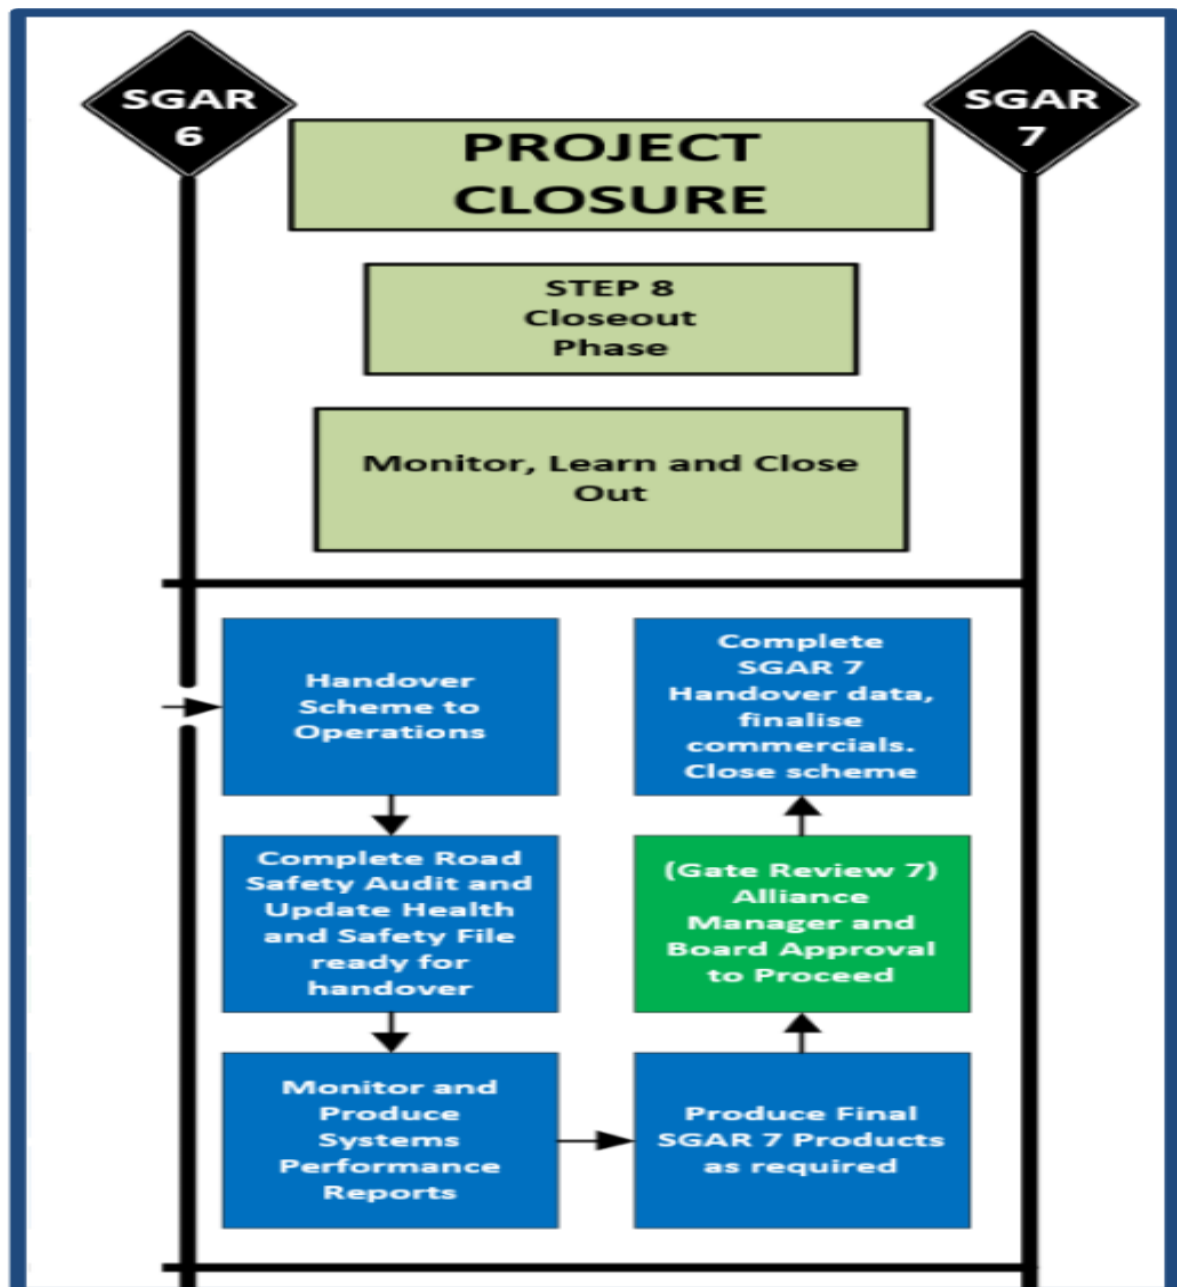 SGAR
6
SGAR
7
PROJECT
CLOSURE
STEP 8
Closeout
Phase
Monitor, Learn and Close
Out
Handover
Scheme to
Operations
Complete Road
Safety Audit and
Update Health
and Safety File
ready for
handover
Monitor and
Produce
Systems
Performance
Reports
Produce Final
SGAR 7 Products
as required
(Gate Review 7)
Alliance
Manager and
Board Approval
to Proceed
Complete
SGAR 7
Handover data,
finalise
commercials.
Close scheme